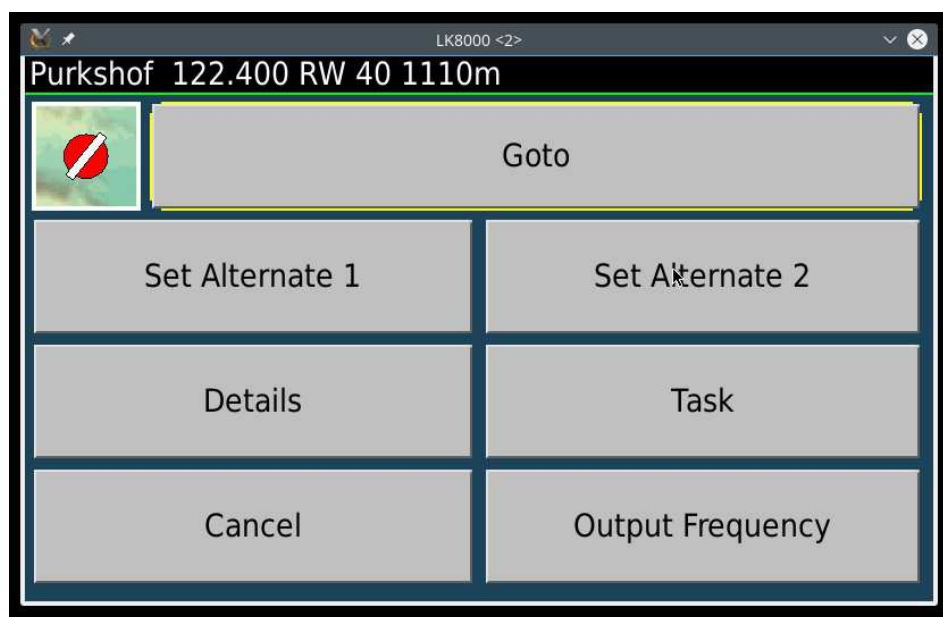 LK8000 <2>
Purkshof 122.400 RW 40 1110m
Goto
Set Alternate 1
Set Alternate 2
Details
Task
Cancel
Output Frequency